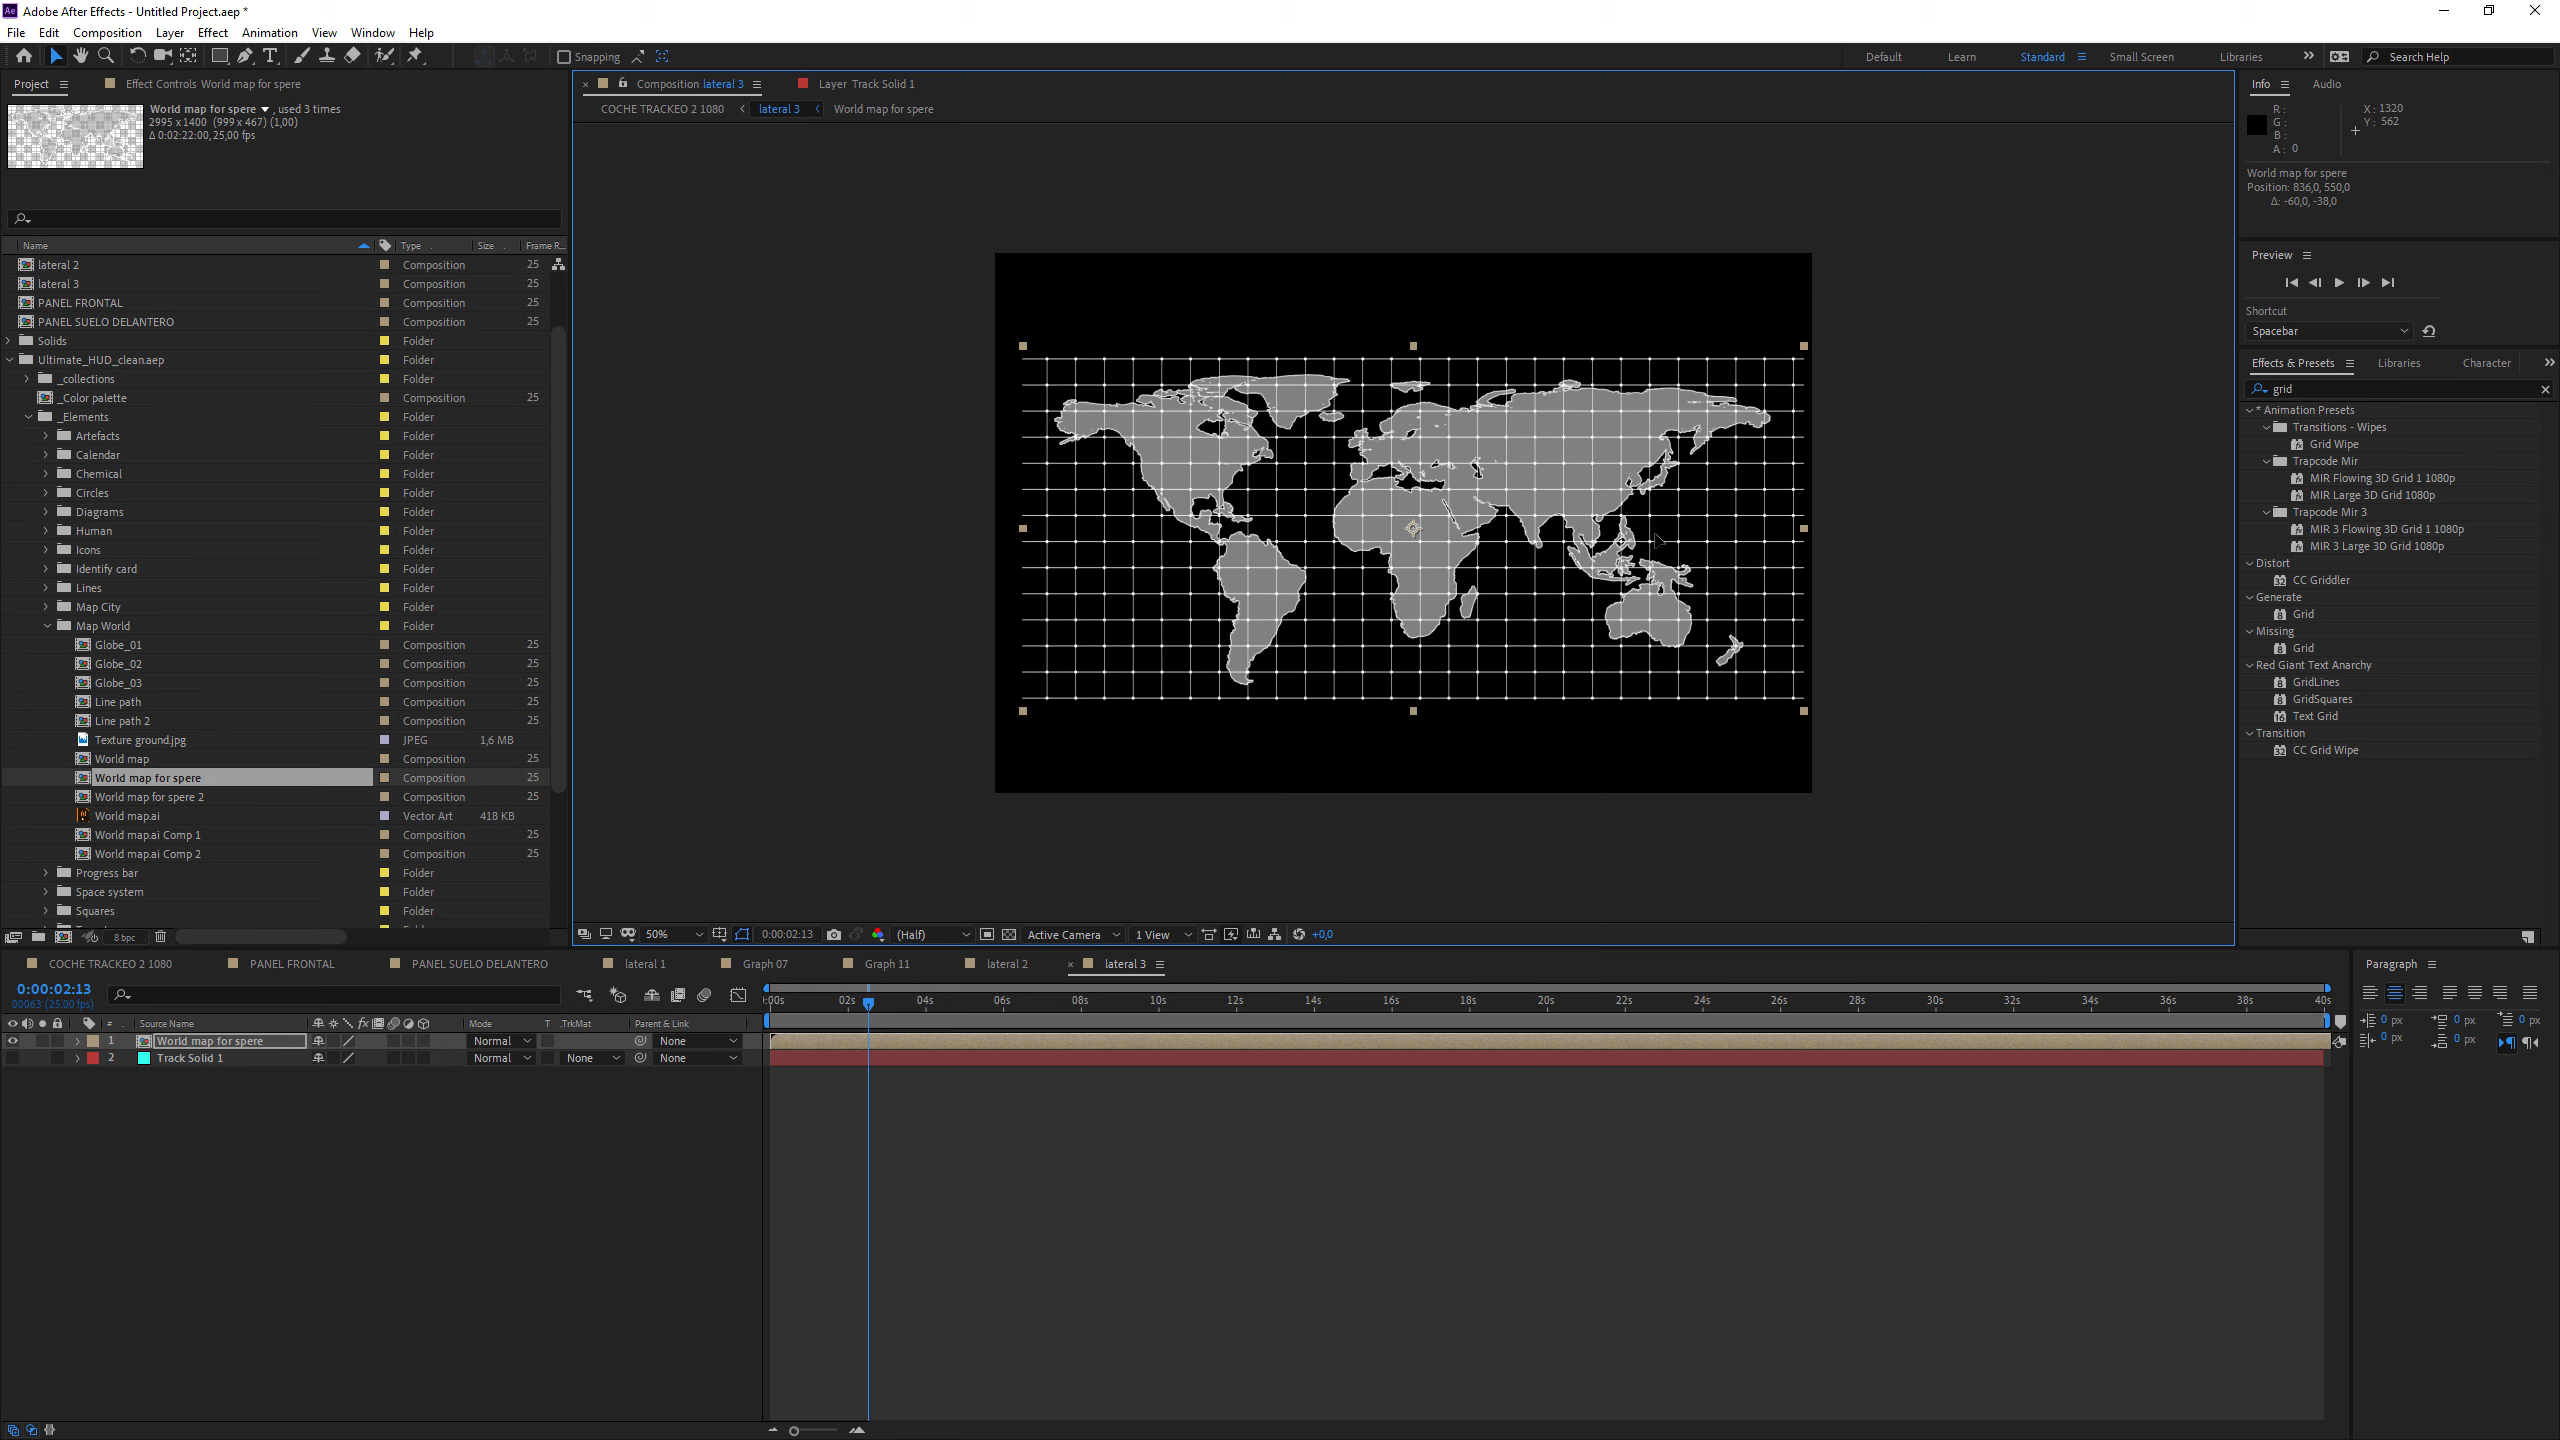 Adobe After Effects - Untitled Project.aep *
File Edit Composition Layer Effect Animation View Window Help
Snapping
Default Learn Standard Small Screen Libraries Search Help
Project Effect Controls World map for spere
World map for spere , used 3 times
2995 x 1400 (999 x 467) (1,00)
Δ 0:02:22:00, 25,00 fps
Name Type Size Frame R...
lateral 2 Composition 25
lateral 3 Composition 25
PANEL FRONTAL Composition 25
PANEL SUELO DELANTERO Composition 25
Solids Folder
Ultimate_HUD_clean.aep Folder
_collections Folder
_Color palette Composition 25
_Elements Folder
Artefacts Folder
Calendar Folder
Chemical Folder
Circles Folder
Diagrams Folder
Human Folder
Icons Folder
Identify card Folder
Lines Folder
Map City Folder
Map World Folder
Globe_01 Composition 25
Globe_02 Composition 25
Globe_03 Composition 25
Line path Composition 25
Line path 2 Composition 25
Texture ground.jpg JPEG 1,6 MB
World map Composition 25
World map for spere Composition 25
World map for spere 2 Composition 25
World map.ai Vector Art 418 KB
World map.ai Comp 1 Composition 25
World map.ai Comp 2 Composition 25
Progress bar Folder
Space system Folder
Squares Folder
8 bpc
Composition lateral 3 Layer Track Solid 1
COCHE TRACKEO 2 1080 lateral 3 World map for spere
50% 0:00:02:13 (Half) Active Camera 1 View +0,0
Info Audio
R :
G :
B :
A : 0
X : 1320
Y : 562
World map for spere
Position: 836,0, 550,0
Δ: -60,0, -38,0
Preview
Shortcut
Spacebar
Effects & Presets Libraries Character
grid
* Animation Presets
Transitions - Wipes
Grid Wipe
Trapcode Mir
MIR Flowing 3D Grid 1 1080p
MIR Large 3D Grid 1080p
Trapcode Mir 3
MIR 3 Flowing 3D Grid 1 1080p
MIR 3 Large 3D Grid 1080p
Distort
CC Griddler
Generate
Grid
Missing
Grid
Red Giant Text Anarchy
GridLines
GridSquares
Text Grid
Transition
CC Grid Wipe
COCHE TRACKEO 2 1080 PANEL FRONTAL PANEL SUELO DELANTERO lateral 1 Graph 07 Graph 11 lateral 2 lateral 3
0:00:02:13
00063 (25.00 fps)
:00s 02s 04s 06s 08s 10s 12s 14s 16s 18s 20s 22s 24s 26s 28s 30s 32s 34s 36s 38s 40s
# Source Name fx Mode T .TrkMat Parent & Link
1 World map for spere Normal None
2 Track Solid 1 Normal None None
Paragraph
0 px 0 px 0 px
0 px 0 px